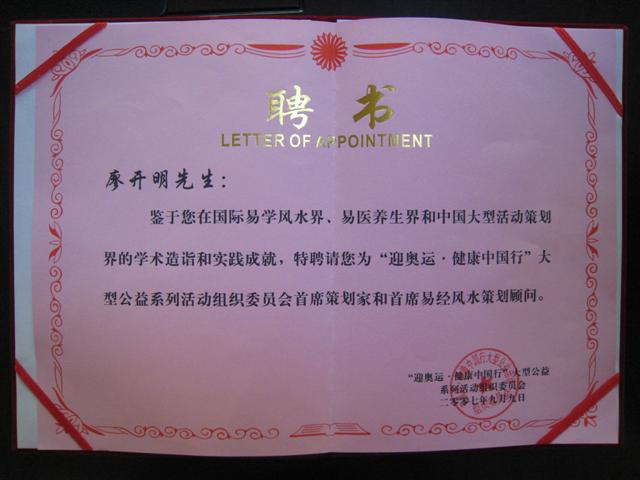 聘书
LETTER OF APPOINTMENT
廖开明先生：
鉴于您在国际易学风水界、易医养生界和中国大型活动策划
界的学术造诣和实践成就，特聘请您为“迎奥运·健康中国行”大
型公益系列活动组织委员会首席策划家和首席易经风水策划顾问。
“迎奥运·健康中国行”大型公益
系列活动组织委员会
二零零七年九月九日